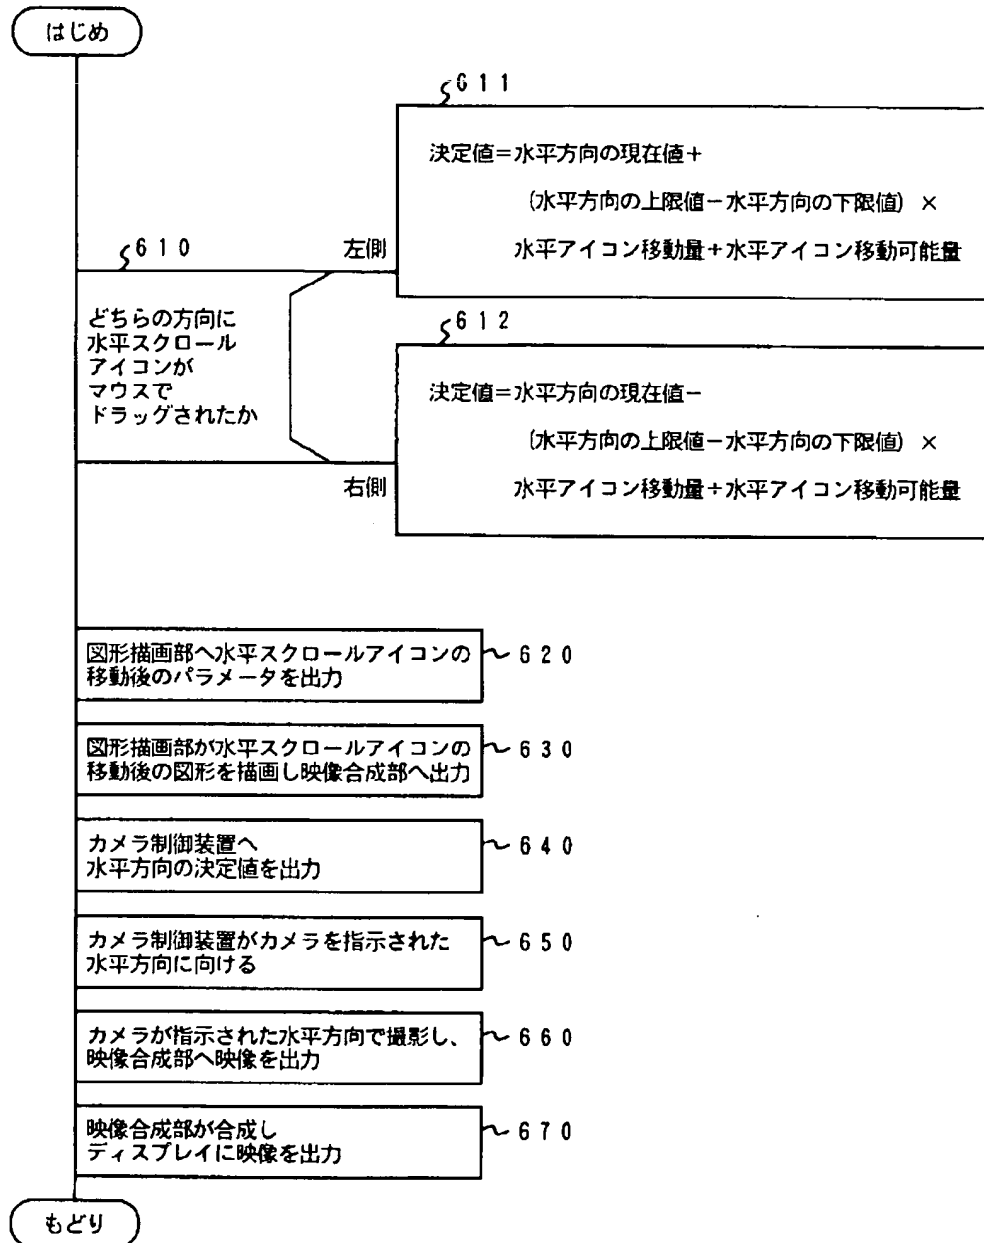 はじめ
611
決定値=水平方向の現在値+
(水平方向の上限値-水平方向の下限値) ×
水平アイコン移動量÷水平アイコン移動可能量
610
左側
どちらの方向に
水平スクロール
アイコンが
マウスで
ドラッグされたか
612
決定値=水平方向の現在値-
(水平方向の上限値-水平方向の下限値) ×
水平アイコン移動量÷水平アイコン移動可能量
右側
図形描画部へ水平スクロールアイコンの
移動後のパラメータを出力
620
図形描画部が水平スクロールアイコンの
移動後の図形を描画し映像合成部へ出力
630
カメラ制御装置へ
水平方向の決定値を出力
640
カメラ制御装置がカメラを指示された
水平方向に向ける
650
カメラが指示された水平方向で撮影し、
映像合成部へ映像を出力
660
映像合成部が合成し
ディスプレイに映像を出力
670
もどり